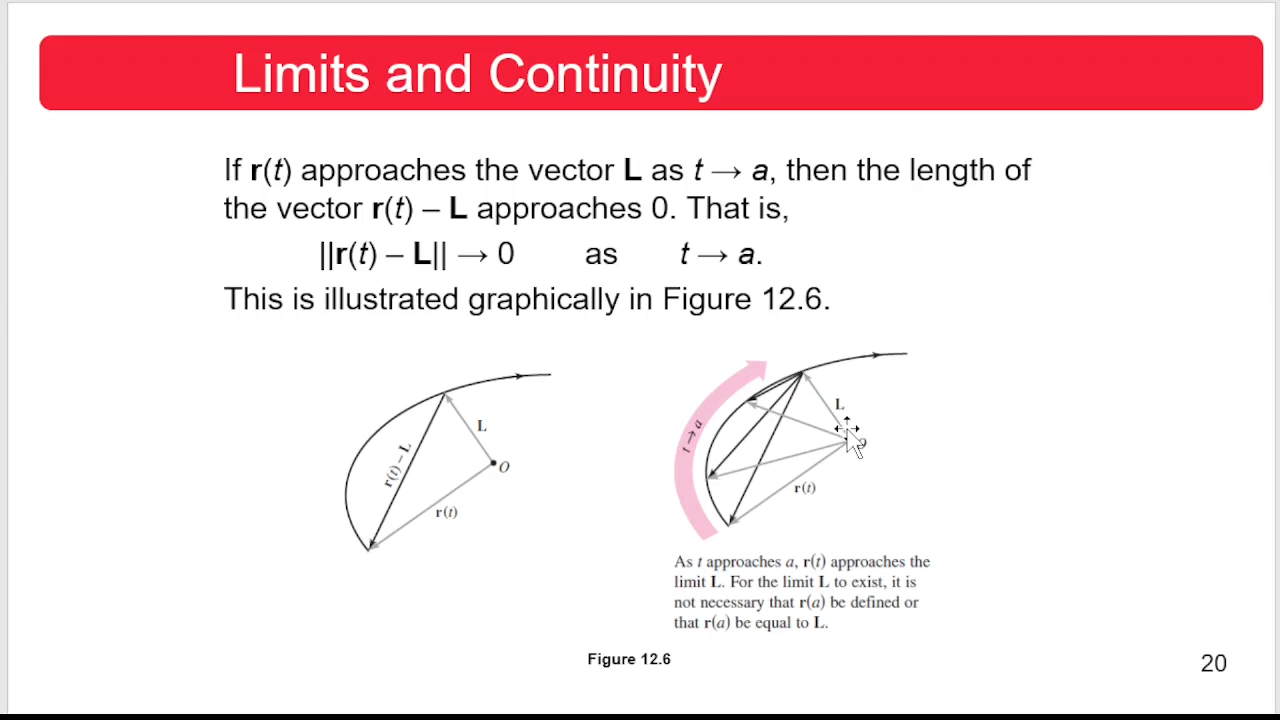 Limits and Continuity
If r(t) approaches the vector L as t → a, then the length of
the vector r(t) – L approaches 0. That is,
||r(t) – L|| → 0 as t → a.
This is illustrated graphically in Figure 12.6.
L
r(t) – L
O
r(t)
t → a
L
O
r(t)
As t approaches a, r(t) approaches the
limit L. For the limit L to exist, it is
not necessary that r(a) be defined or
that r(a) be equal to L.
Figure 12.6
20